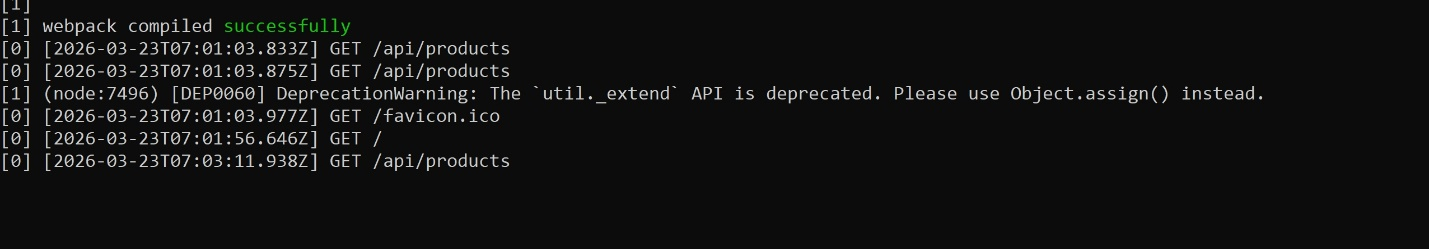 [1]
[1] webpack compiled successfully
[0] [2026-03-23T07:01:03.833Z] GET /api/products
[0] [2026-03-23T07:01:03.875Z] GET /api/products
[1] (node:7496) [DEP0060] DeprecationWarning: The `util._extend` API is deprecated. Please use Object.assign() instead.
[0] [2026-03-23T07:01:03.977Z] GET /favicon.ico
[0] [2026-03-23T07:01:56.646Z] GET /
[0] [2026-03-23T07:03:11.938Z] GET /api/products